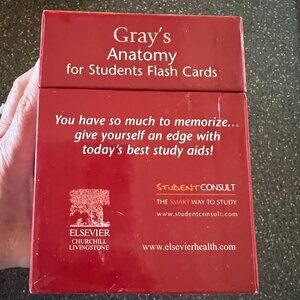 Gray's
Anatomy
for Students Flash Cards
You have so much to memorize...
give yourself an edge with
today's best study aids!
STUDENT CONSULT
THE SMART WAY TO STUDY
www.studentconsult.com
ELSEVIER
CHURCHILL
LIVINGSTONE
www.elsevierhealth.com